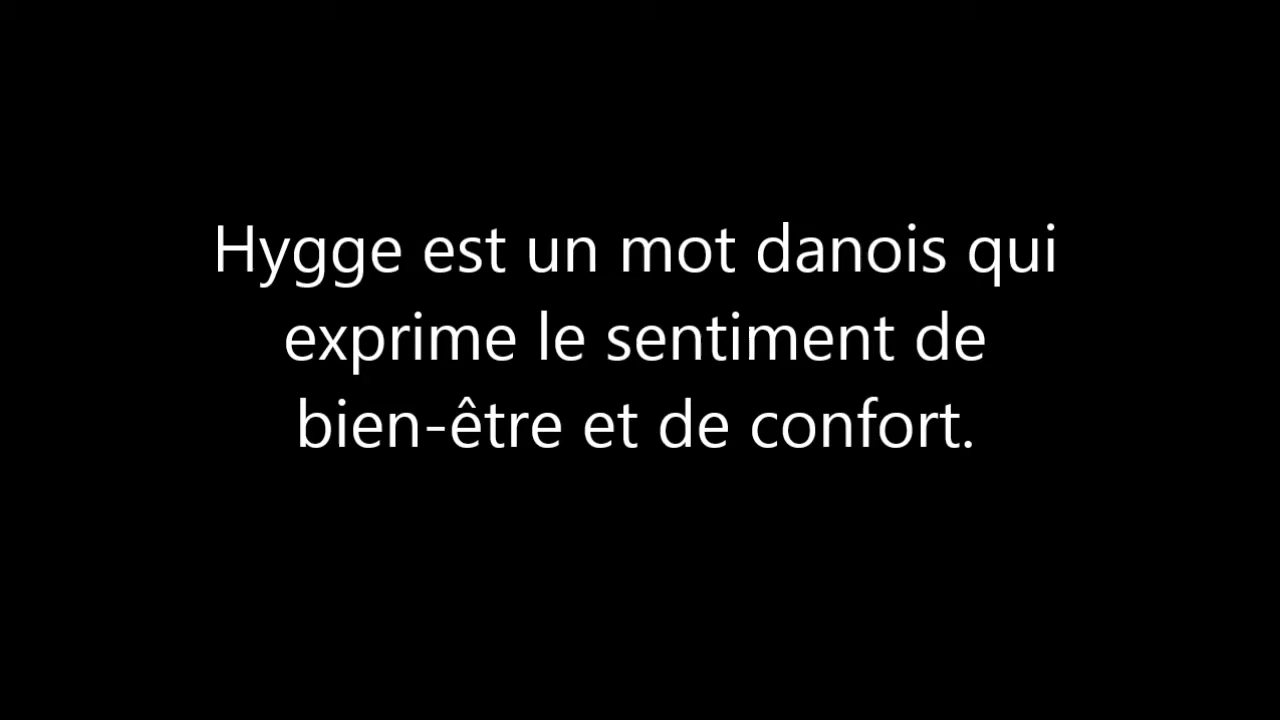 Hygge est un mot danois qui
exprime le sentiment de
bien-être et de confort.